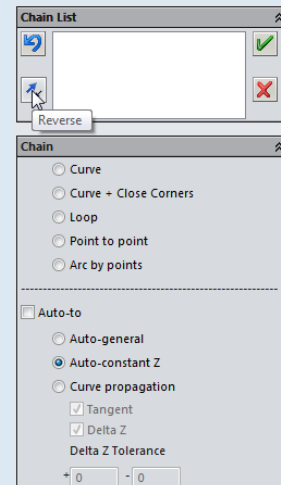 Chain List
Reverse
Chain
Curve
Curve + Close Corners
Loop
Point to point
Arc by points
Auto-to
Auto-general
Auto-constant Z
Curve propagation
Tangent
Delta Z
Delta Z Tolerance
+ 0 - 0